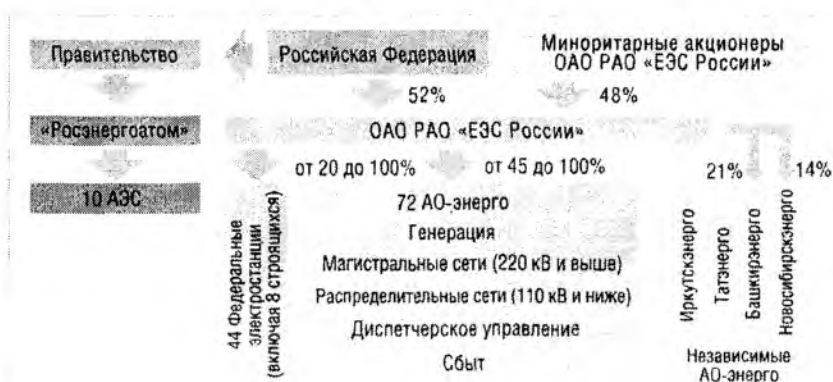 Правительство
Российская Федерация
Миноритарные акционеры
ОАО РАО «ЕЭС России»
52%
48%
«Росэнергоатом»
ОАО РАО «ЕЭС России»
от 20 до 100%
от 45 до 100%
21%
14%
10 АЭС
44 Федеральные
электростанции
(включая 8 строящихся)
72 АО-энерго
Генерация
Магистральные сети (220 кВ и выше)
Распределительные сети (110 кВ и ниже)
Диспетчерское управление
Сбыт
Иркутскэнерго
Татэнерго
Башкирэнерго
Новосибирскэнерго
Независимые
АО-энерго